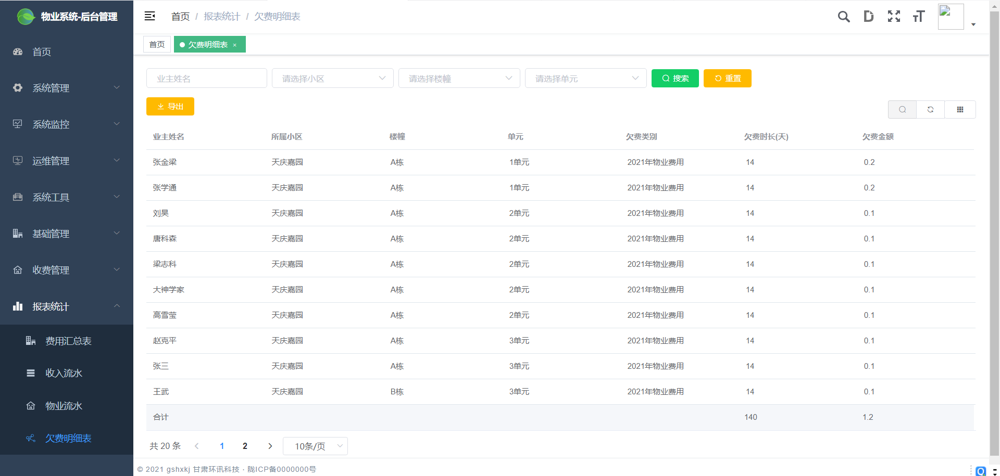 物业系统-后台管理
首页 / 报表统计 / 欠费明细表
首页
欠费明细表 ×
首页
系统管理
系统监控
运维管理
系统工具
基础管理
收费管理
报表统计
费用汇总表
收入流水
物业流水
欠费明细表
业主姓名 请选择小区 请选择楼幢 请选择单元 搜索 重置
导出
业主姓名 所属小区 楼幢 单元 欠费类别 欠费时长(天) 欠费金额
张金梁 天庆嘉园 A栋 1单元 2021年物业费用 14 0.2
张学通 天庆嘉园 A栋 1单元 2021年物业费用 14 0.2
刘昊 天庆嘉园 A栋 2单元 2021年物业费用 14 0.1
唐科森 天庆嘉园 A栋 2单元 2021年物业费用 14 0.1
梁志科 天庆嘉园 A栋 2单元 2021年物业费用 14 0.1
大神学家 天庆嘉园 A栋 2单元 2021年物业费用 14 0.1
高雪莹 天庆嘉园 A栋 2单元 2021年物业费用 14 0.1
赵克平 天庆嘉园 A栋 3单元 2021年物业费用 14 0.1
张三 天庆嘉园 A栋 3单元 2021年物业费用 14 0.1
王武 天庆嘉园 B栋 3单元 2021年物业费用 14 0.1
合计 140 1.2
共 20 条 1 2 10条/页
© 2021 gshxkj 甘肃环讯科技 · 陇ICP备0000000号